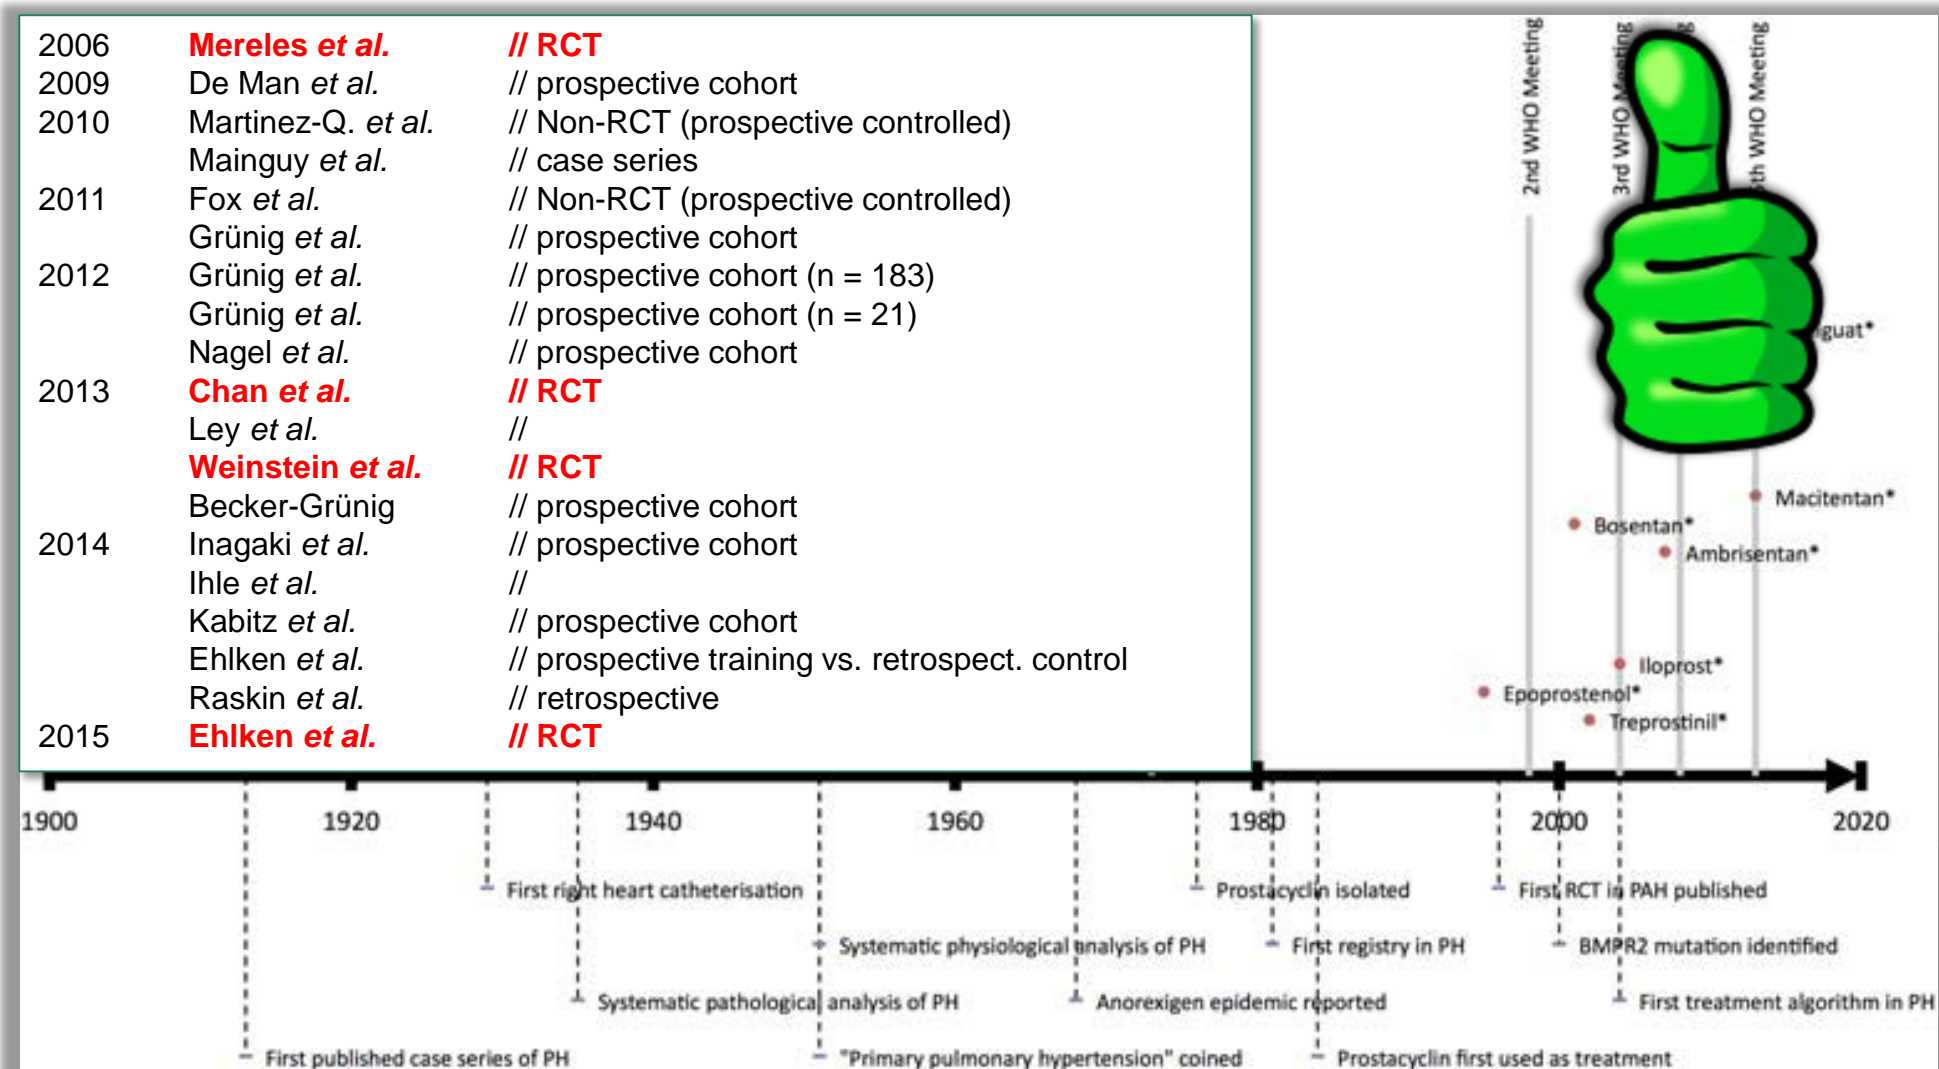 2006 Mereles et al. // RCT
2009 De Man et al. // prospective cohort
2010 Martinez-Q. et al. // Non-RCT (prospective controlled)
Mainguy et al. // case series
2011 Fox et al. // Non-RCT (prospective controlled)
Grünig et al. // prospective cohort
2012 Grünig et al. // prospective cohort (n = 183)
Grünig et al. // prospective cohort (n = 21)
Nagel et al. // prospective cohort
2013 Chan et al. // RCT
Ley et al. //
Weinstein et al. // RCT
Becker-Grünig // prospective cohort
2014 Inagaki et al. // prospective cohort
Ihle et al. //
Kabitz et al. // prospective cohort
Ehlken et al. // prospective training vs. retrospect. control
Raskin et al. // retrospective
2015 Ehlken et al. // RCT
2nd WHO Meeting
3rd WHO Meeting
5th WHO Meeting
iguat*
Macitentan*
Bosentan*
Ambrisentan*
Iloprost*
Epoprostenol*
Treprostinil*
1900 1920 1940 1960 1980 2000 2020
First right heart catheterisation
Prostacyclin isolated
First RCT in PAH published
Systematic physiological analysis of PH
First registry in PH
BMPR2 mutation identified
Systematic pathological analysis of PH
Anorexigen epidemic reported
First treatment algorithm in PH
First published case series of PH
"Primary pulmonary hypertension" coined
Prostacyclin first used as treatment